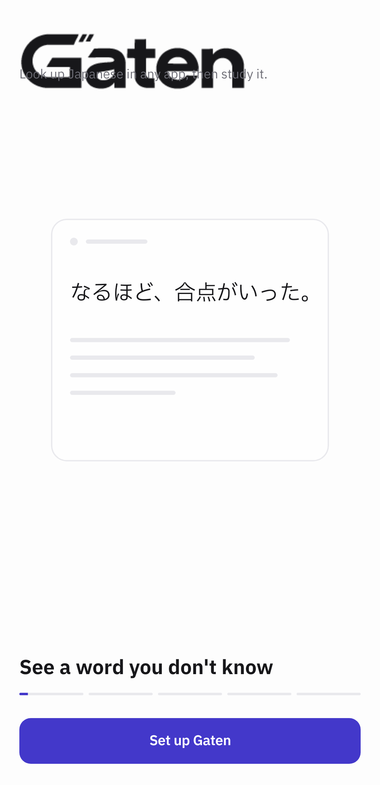 Gaten
Look up Japanese in any app, then study it.
なるほど、合点がいった。
See a word you don't know
Set up Gaten